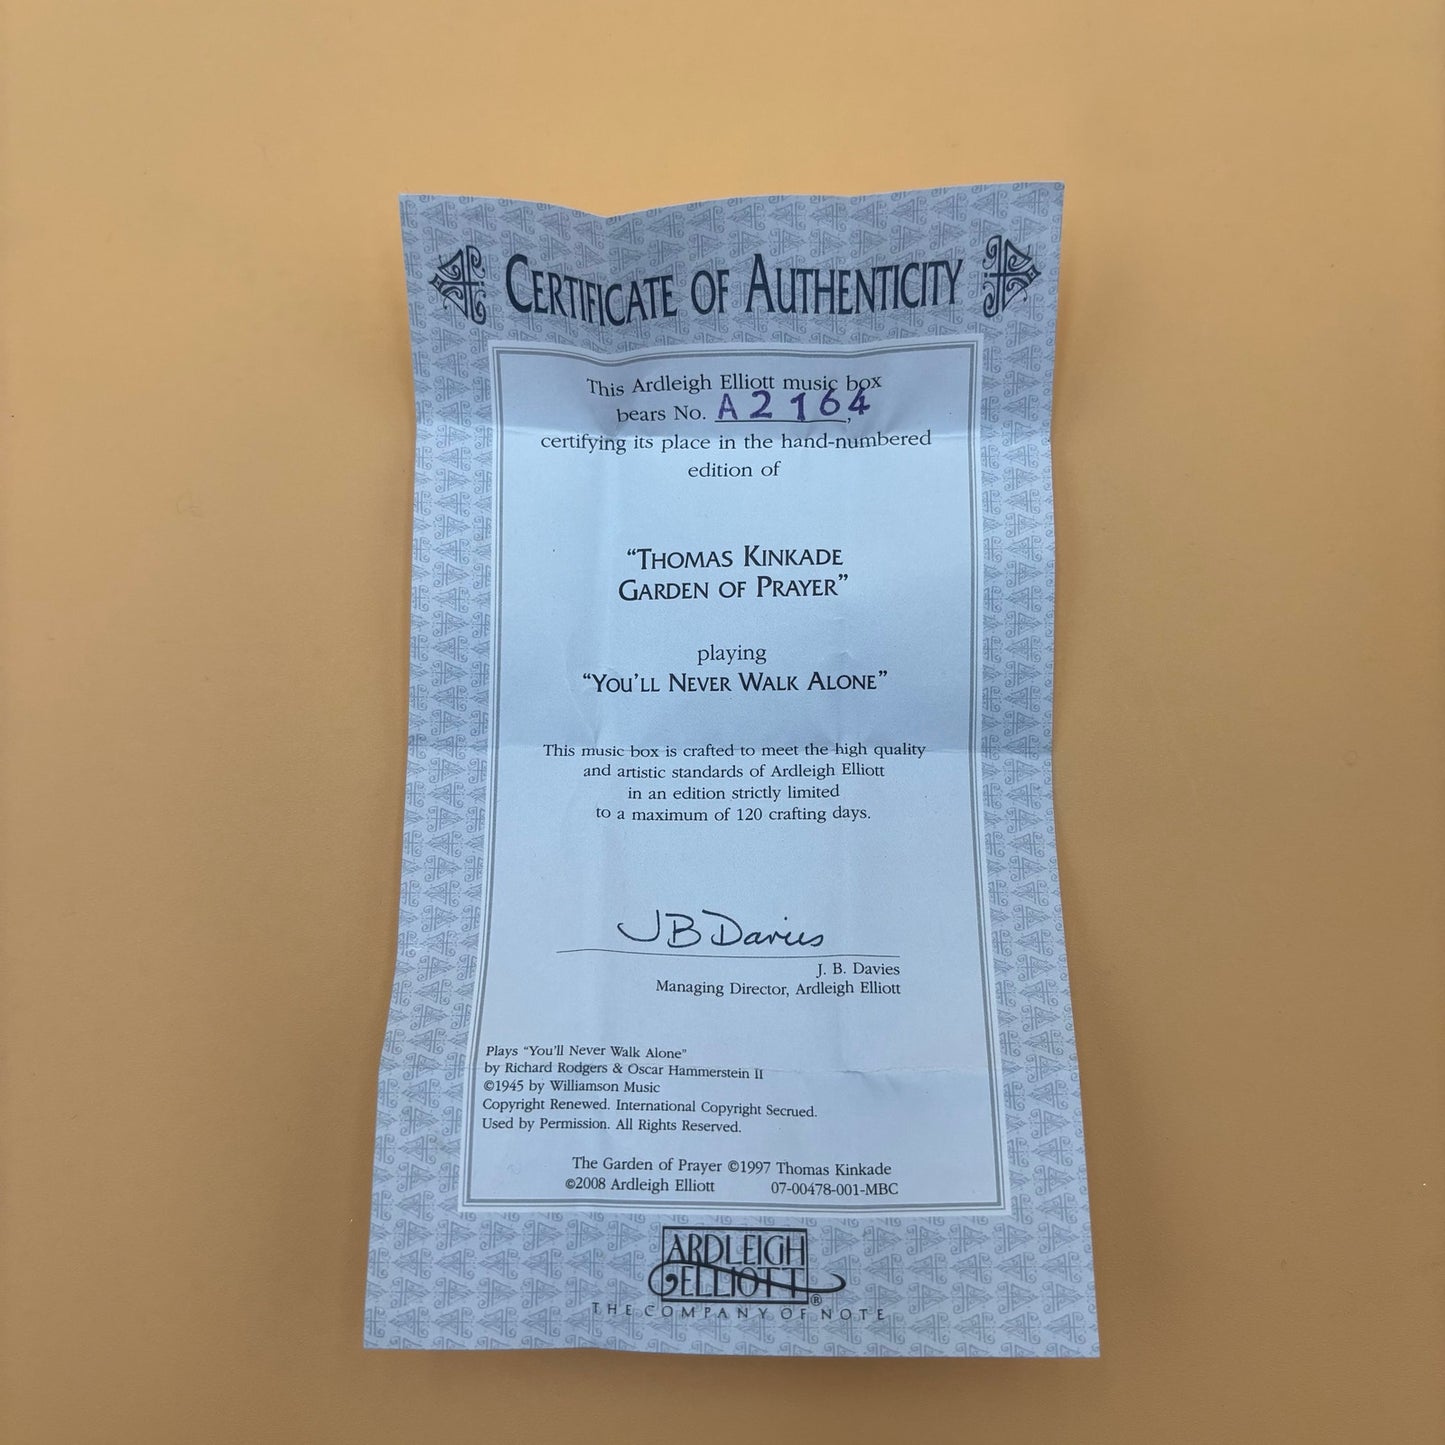 CERTIFICATE OF AUTHENTICITY
This Ardleigh Elliott music box
bears No. A2164,
certifying its place in the hand-numbered
edition of
“THOMAS KINKADE
GARDEN OF PRAYER”
playing
“YOU’LL NEVER WALK ALONE”
This music box is crafted to meet the high quality
and artistic standards of Ardleigh Elliott
in an edition strictly limited
to a maximum of 120 crafting days.
JB Davies
J. B. Davies
Managing Director, Ardleigh Elliott
Plays “You’ll Never Walk Alone”
by Richard Rodgers & Oscar Hammerstein II
©1945 by Williamson Music
Copyright Renewed. International Copyright Secrued.
Used by Permission. All Rights Reserved.
The Garden of Prayer ©1997 Thomas Kinkade
©2008 Ardleigh Elliott 07-00478-001-MBC
ARDLEIGH
ELLIOTT®
THE COMPANY OF NOTE